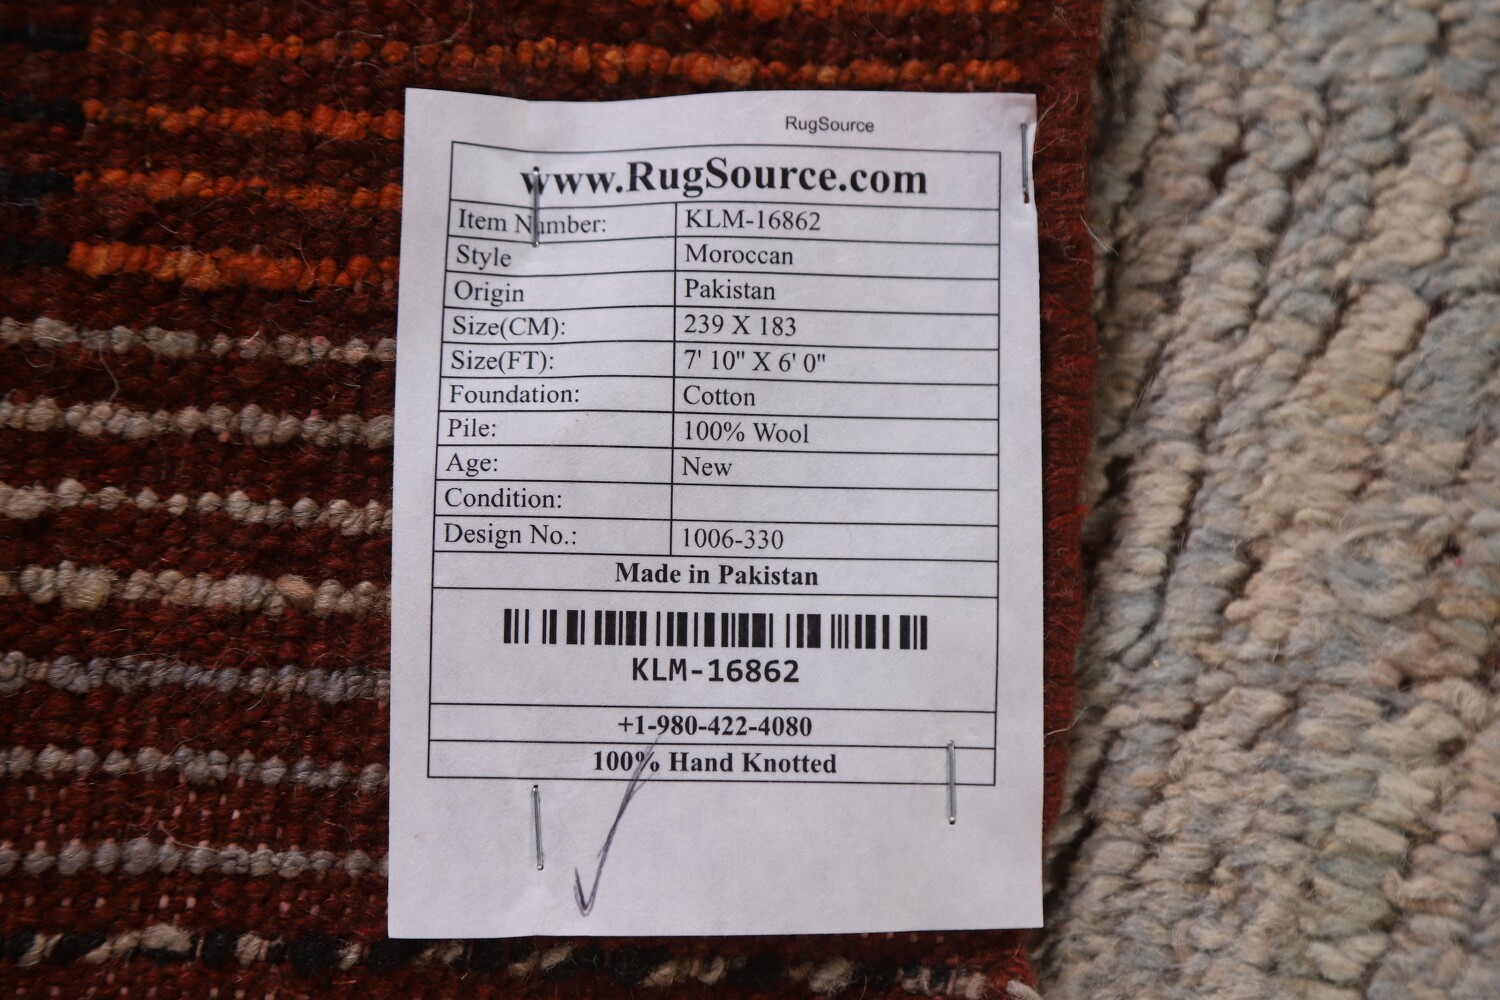 RugSource
www.RugSource.com
Item Number: KLM-16862
Style Moroccan
Origin Pakistan
Size(CM): 239 X 183
Size(FT): 7' 10" X 6' 0"
Foundation: Cotton
Pile: 100% Wool
Age: New
Condition:
Design No.: 1006-330
Made in Pakistan
KLM-16862
+1-980-422-4080
100% Hand Knotted